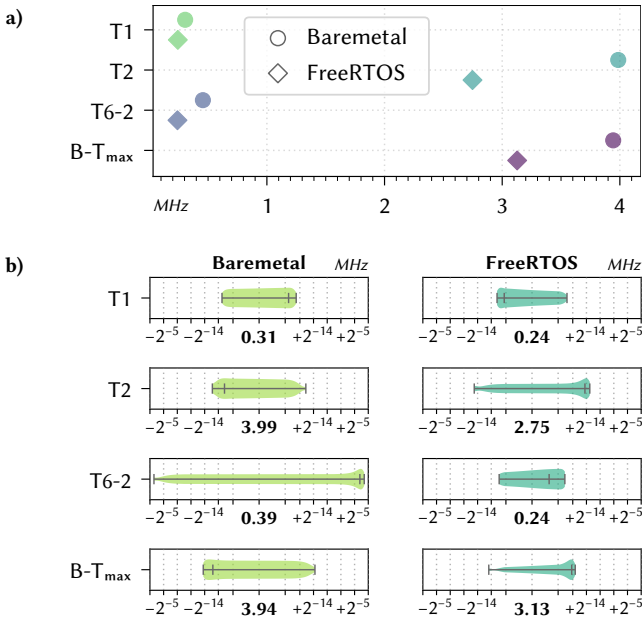 a)
T1
Baremetal
T2
FreeRTOS
T6-2
B-Tmax
MHz 1 2 3 4
b)
Baremetal MHz FreeRTOS MHz
T1
−2⁻⁵ −2⁻¹⁴ 0.31 +2⁻¹⁴ +2⁻⁵ −2⁻⁵ −2⁻¹⁴ 0.24 +2⁻¹⁴ +2⁻⁵
T2
−2⁻⁵ −2⁻¹⁴ 3.99 +2⁻¹⁴ +2⁻⁵ −2⁻⁵ −2⁻¹⁴ 2.75 +2⁻¹⁴ +2⁻⁵
T6-2
−2⁻⁵ −2⁻¹⁴ 0.39 +2⁻¹⁴ +2⁻⁵ −2⁻⁵ −2⁻¹⁴ 0.24 +2⁻¹⁴ +2⁻⁵
B-Tmax
−2⁻⁵ −2⁻¹⁴ 3.94 +2⁻¹⁴ +2⁻⁵ −2⁻⁵ −2⁻¹⁴ 3.13 +2⁻¹⁴ +2⁻⁵